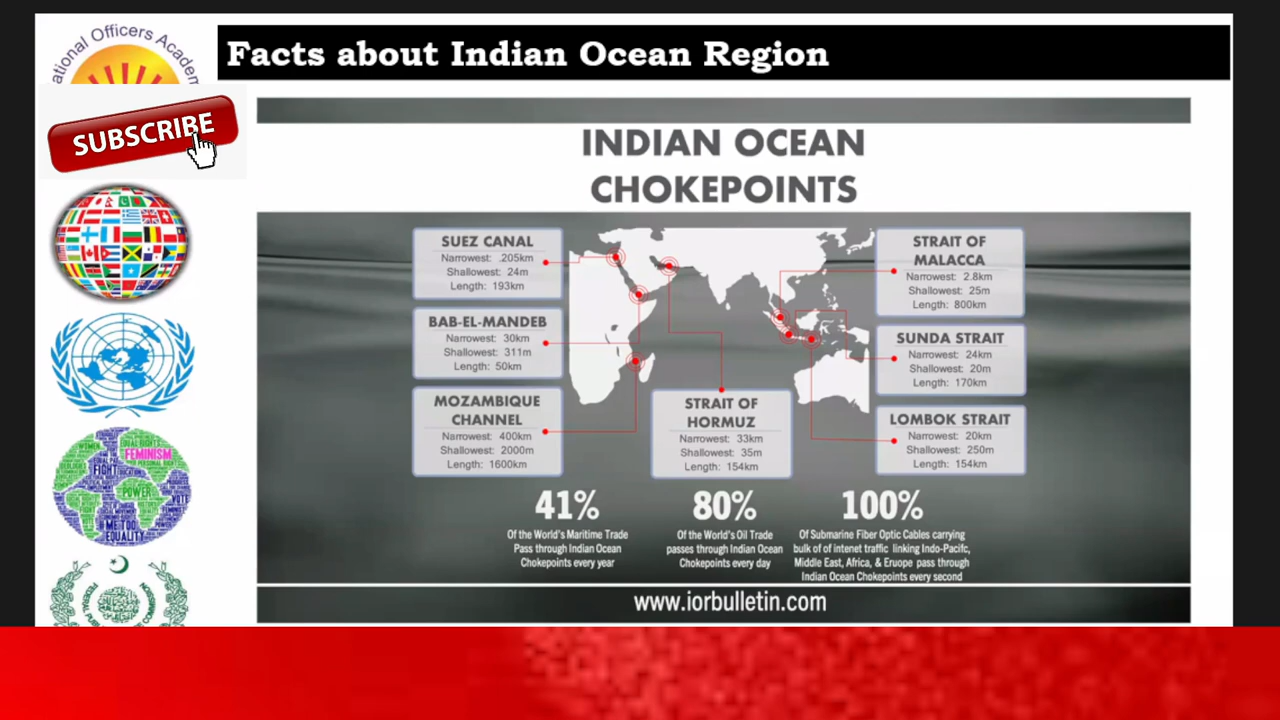 ational Officers Academ
Facts about Indian Ocean Region
SUBSCRIBE
INDIAN OCEAN
CHOKEPOINTS
SUEZ CANAL
Narrowest: .205km
Shallowest: 24m
Length: 193km
BAB-EL-MANDEB
Narrowest: 30km
Shallowest: 311m
Length: 50km
MOZAMBIQUE
CHANNEL
Narrowest: 400km
Shallowest: 2000m
Length: 1600km
STRAIT OF
HORMUZ
Narrowest: 33km
Shallowest: 35m
Length: 154km
STRAIT OF
MALACCA
Narrowest: 2.8km
Shallowest: 25m
Length: 800km
SUNDA STRAIT
Narrowest: 24km
Shallowest: 20m
Length: 170km
LOMBOK STRAIT
Narrowest: 20km
Shallowest: 250m
Length: 154km
41%
Of the World's Maritime Trade
Pass through Indian Ocean
Chokepoints every year
80%
Of the World's Oil Trade
passes through Indian Ocean
Chokepoints every day
100%
Of Submarine Fiber Optic Cables carrying
bulk of of intenet traffic linking Indo-Pacifc,
Middle East, Africa, & Eruope pass through
Indian Ocean Chokepoints every second
www.iorbulletin.com
FEMINISM
FIGHT
POWER
VOTE
#METOO
EQUALITY